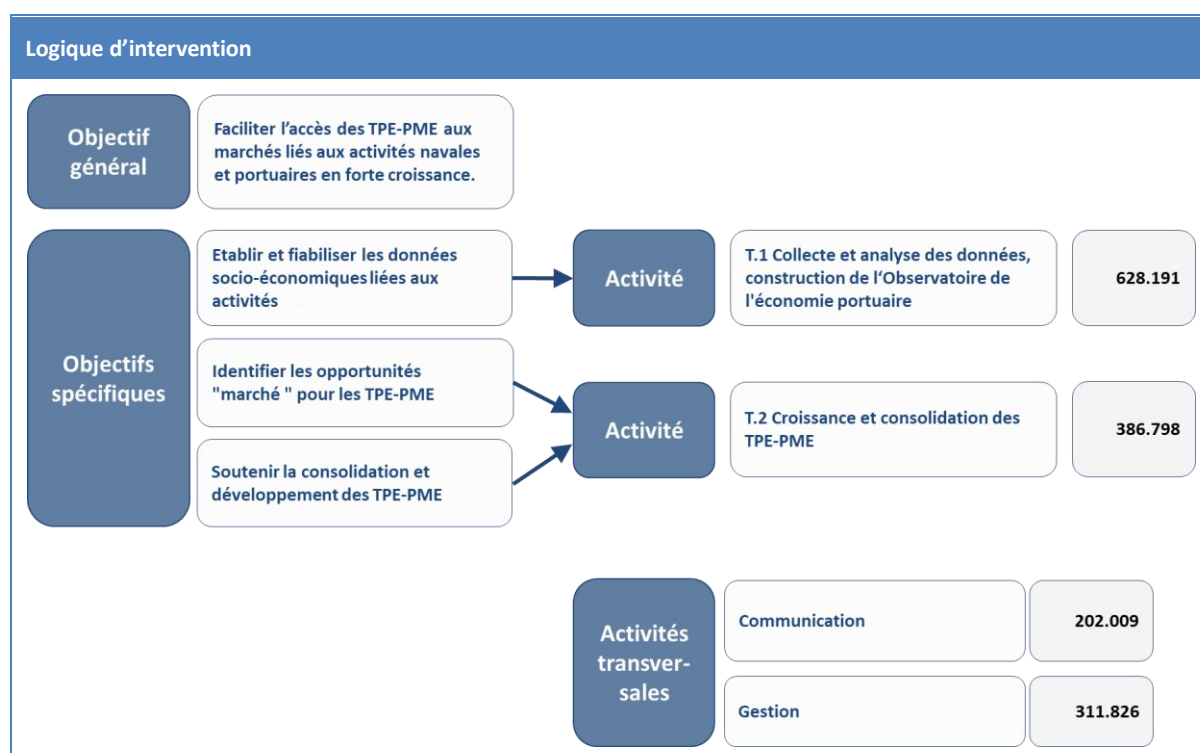 Logique d'intervention
Objectif
général
Faciliter l'accès des TPE-PME aux
marchés liés aux activités navales
et portuaires en forte croissance.
Objectifs
spécifiques
Etablir et fiabiliser les données
socio-économiques liées aux
activités
Activité
T.1 Collecte et analyse des données,
construction de l'Observatoire de
l'économie portuaire
628.191
Identifier les opportunités
"marché " pour les TPE-PME
Soutenir la consolidation et
développement des TPE-PME
Activité
T.2 Croissance et consolidation des
TPE-PME
386.798
Activités
transver-
sales
Communication
202.009
Gestion
311.826